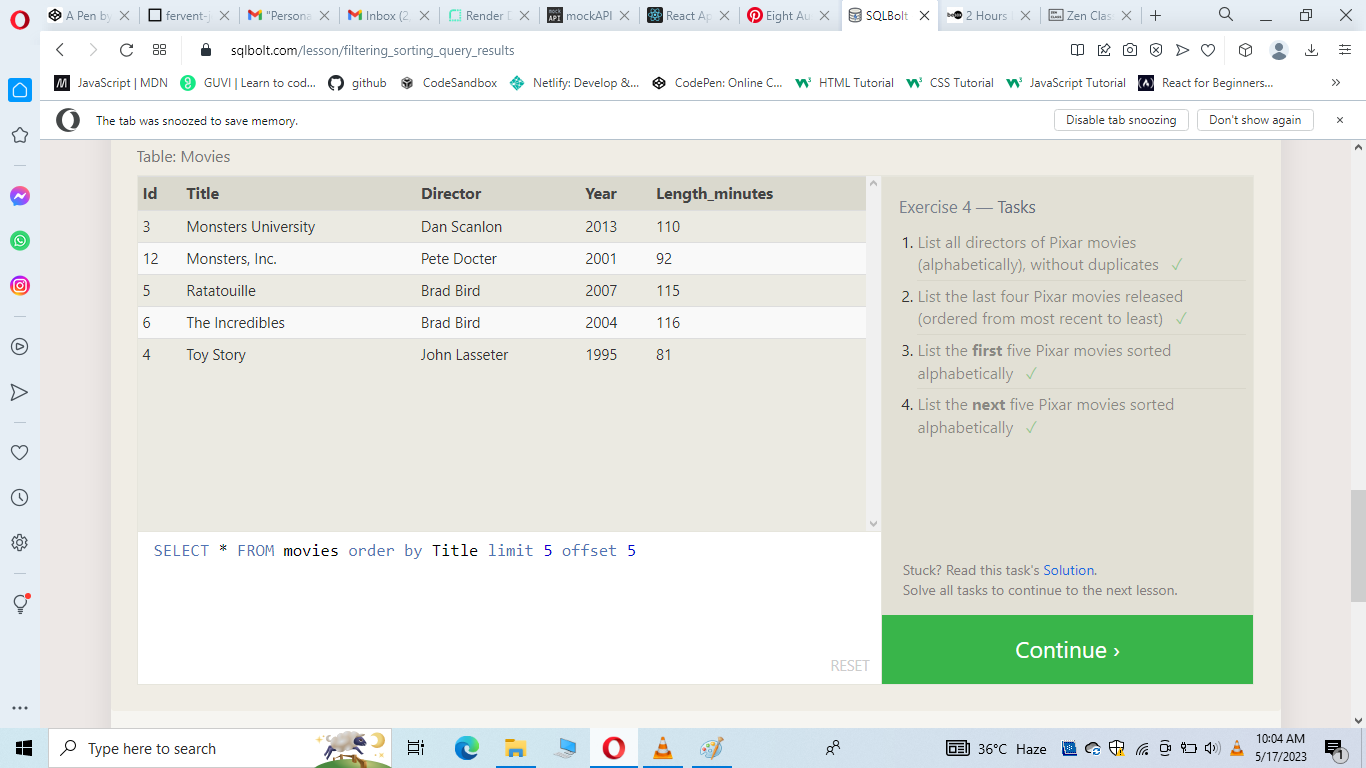 A Pen by
fervent-
"Persona
Inbox (2
Render D
mockAPI
React Ap
Eight Au
SQLBolt
2 Hours
Zen Clas
sqlbolt.com/lesson/filtering_sorting_query_results
JavaScript | MDN
GUVI | Learn to cod...
github
CodeSandbox
Netlify: Develop &...
CodePen: Online C...
HTML Tutorial
CSS Tutorial
JavaScript Tutorial
React for Beginners...
The tab was snoozed to save memory.
Disable tab snoozing
Don't show again
Table: Movies
Id Title Director Year Length_minutes
3 Monsters University Dan Scanlon 2013 110
12 Monsters, Inc. Pete Docter 2001 92
5 Ratatouille Brad Bird 2007 115
6 The Incredibles Brad Bird 2004 116
4 Toy Story John Lasseter 1995 81
SELECT * FROM movies order by Title limit 5 offset 5
RESET
Exercise 4 — Tasks
1. List all directors of Pixar movies
(alphabetically), without duplicates ✓
2. List the last four Pixar movies released
(ordered from most recent to least) ✓
3. List the first five Pixar movies sorted
alphabetically ✓
4. List the next five Pixar movies sorted
alphabetically ✓
Stuck? Read this task's Solution.
Solve all tasks to continue to the next lesson.
Continue ›
Type here to search
36°C Haze
10:04 AM
5/17/2023
1